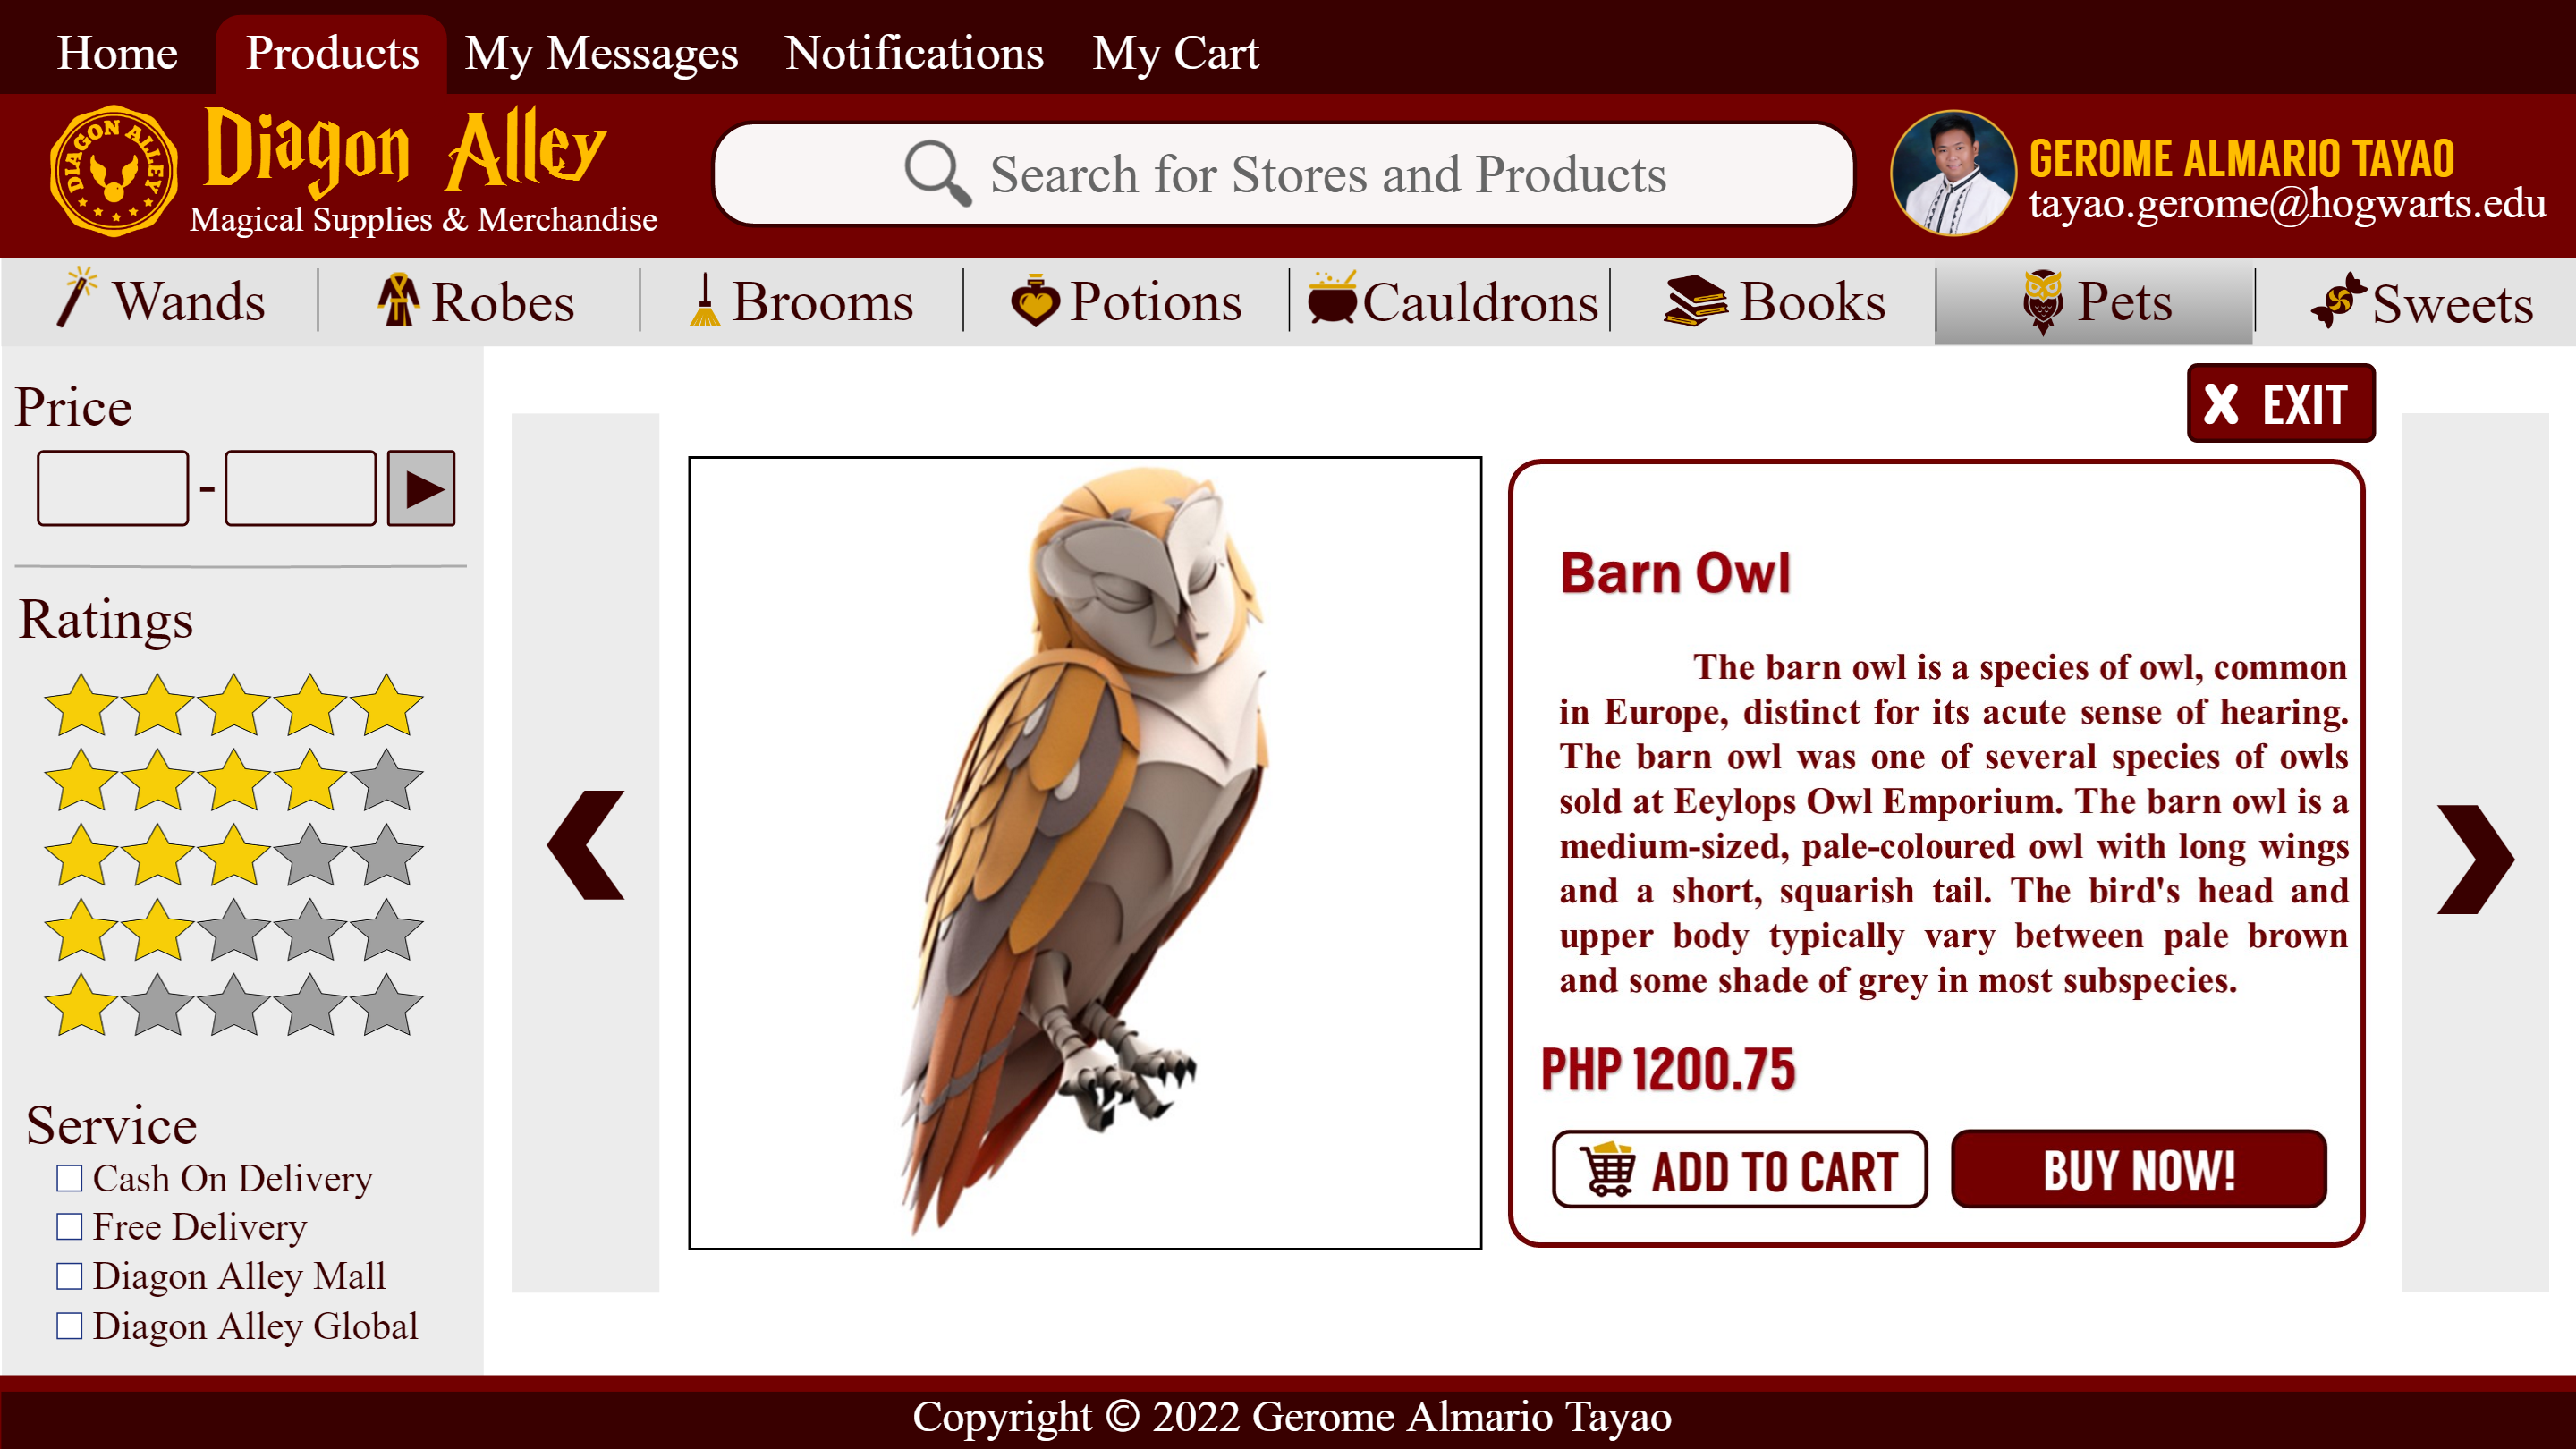 Home Products My Messages Notifications My Cart
DIAGON ALLEY
Diagon Alley
Magical Supplies & Merchandise
Search for Stores and Products
GEROME ALMARIO TAYAO
tayao.gerome@hogwarts.edu
Wands Robes Brooms Potions Cauldrons Books Pets Sweets
Price
-
Ratings
Service
Cash On Delivery
Free Delivery
Diagon Alley Mall
Diagon Alley Global
X EXIT
Barn Owl
The barn owl is a species of owl, common
in Europe, distinct for its acute sense of hearing.
The barn owl was one of several species of owls
sold at Eeylops Owl Emporium. The barn owl is a
medium-sized, pale-coloured owl with long wings
and a short, squarish tail. The bird's head and
upper body typically vary between pale brown
and some shade of grey in most subspecies.
PHP 1200.75
ADD TO CART
BUY NOW!
Copyright © 2022 Gerome Almario Tayao